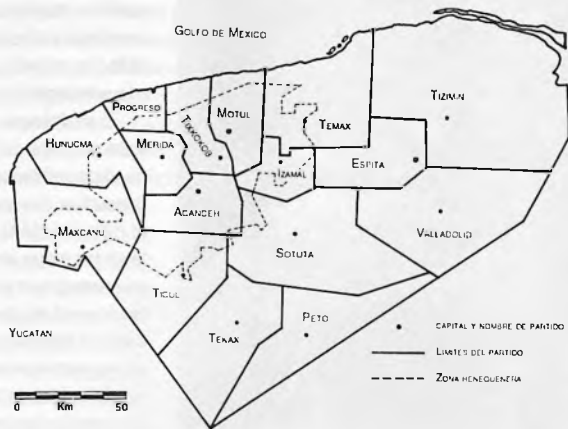 GOLFO DE MEXICO
PROGRESO
TIXKOKOB
MOTUL
TEMAX
TIZIMIN
HUNUCMA
MERIDA
IZAMAL
ESPITA
ACANCEH
MAXCANU
SOTUTA
VALLADOLID
TICUL
TEKAX
PETO
YUCATAN
CAPITAL Y NOMBRE DE PARTIDO
LIMITES DEL PARTIDO
ZONA HENEQUENERA
0 Km 50